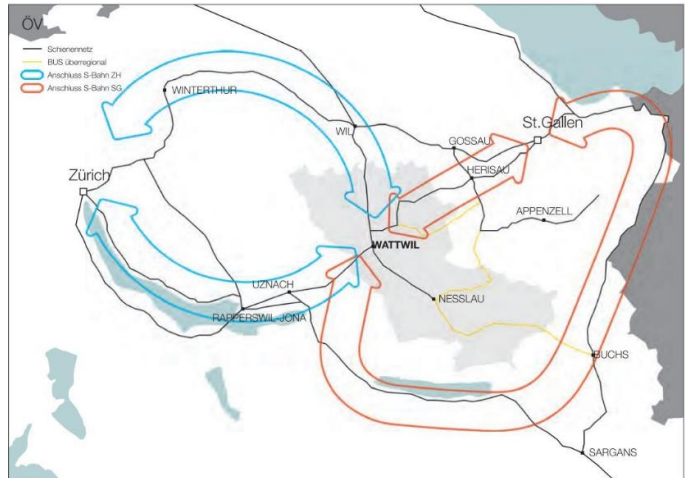 ÖV
Schienennetz
BUS überregional
Anschluss S-Bahn ZH
Anschluss S-Bahn SG
WINTERTHUR
WIL
St.Gallen
GOSSAU
HERISAU
Zürich
APPENZELL
WATTWIL
UZNACH
NESSLAU
RAPPERSWIL-JONA
BUCHS
SARGANS